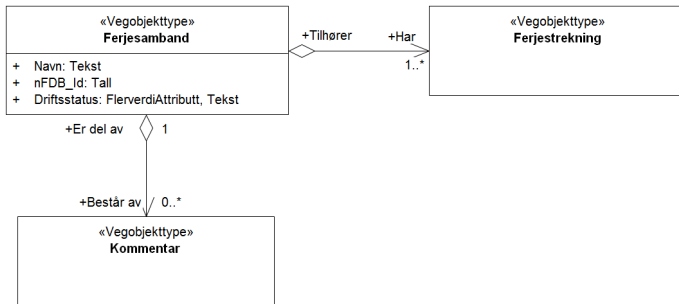 «Vegobjekttype»
Ferjesamband
+ Navn: Tekst
+ nFDB_Id: Tall
+ Driftsstatus: FlerverdiAttributt, Tekst
+Tilhører
+Har
1..*
«Vegobjekttype»
Ferjestrekning
+Er del av
1
+Består av
0..*
«Vegobjekttype»
Kommentar